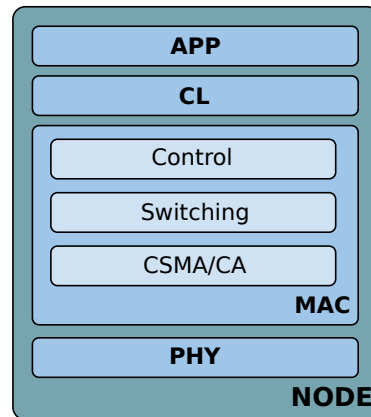 APP
CL
Control
Switching
CSMA/CA
MAC
PHY
NODE